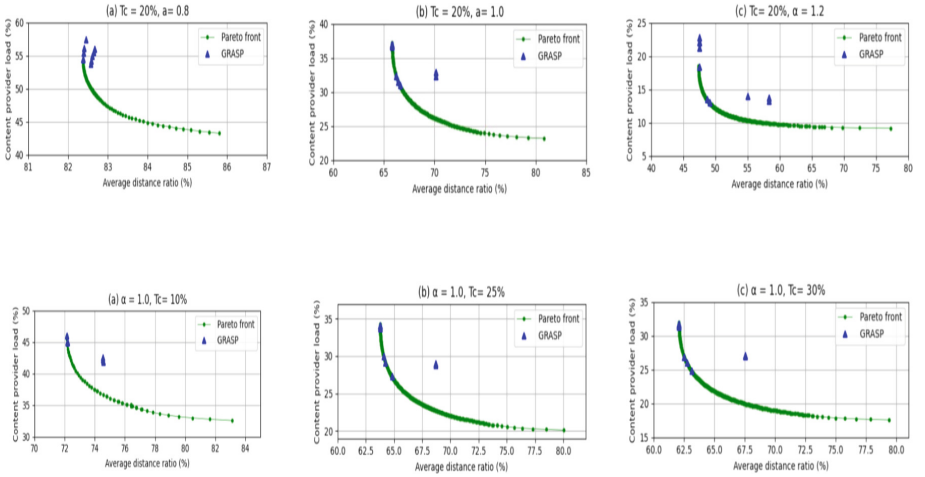 (a) Tc = 20%, a= 0.8
60
55
50
45
40
Content provider load (%)
Pareto front
GRASP
81 82 83 84 85 86 87
Average distance ratio (%)
(b) Tc = 20%, a= 1.0
40
35
30
25
20
Content provider load (%)
Pareto front
GRASP
60 65 70 75 80 85
Average distance ratio (%)
(c) Tc= 20%, α = 1.2
25
20
15
10
5
Content provider load (%)
Pareto front
GRASP
40 45 50 55 60 65 70 75 80
Average distance ratio (%)
(a) α = 1.0, Tc= 10%
50
45
40
35
30
Content provider load (%)
Pareto front
GRASP
70 72 74 76 78 80 82 84
Average distance ratio (%)
(b) α = 1.0, Tc= 25%
35
30
25
20
Content provider load (%)
Pareto front
GRASP
60.0 62.5 65.0 67.5 70.0 72.5 75.0 77.5 80.0
Average distance ratio (%)
(c) α = 1.0, Tc= 30%
35
30
25
20
15
Content provider load (%)
Pareto front
GRASP
60.0 62.5 65.0 67.5 70.0 72.5 75.0 77.5 80.0
Average distance ratio (%)